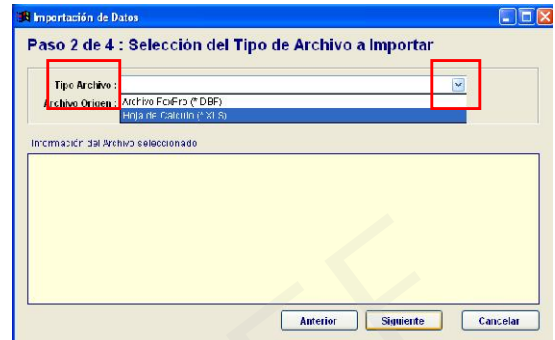 Importación de Datos
Paso 2 de 4 : Selección del Tipo de Archivo a Importar
Tipo Archivo :
Archivo Origen :
Archivo FoxPro (*.DBF)
Hoja de Calculo (*.XLS)
Información del Archivo seleccionado
Anterior
Siguiente
Cancelar